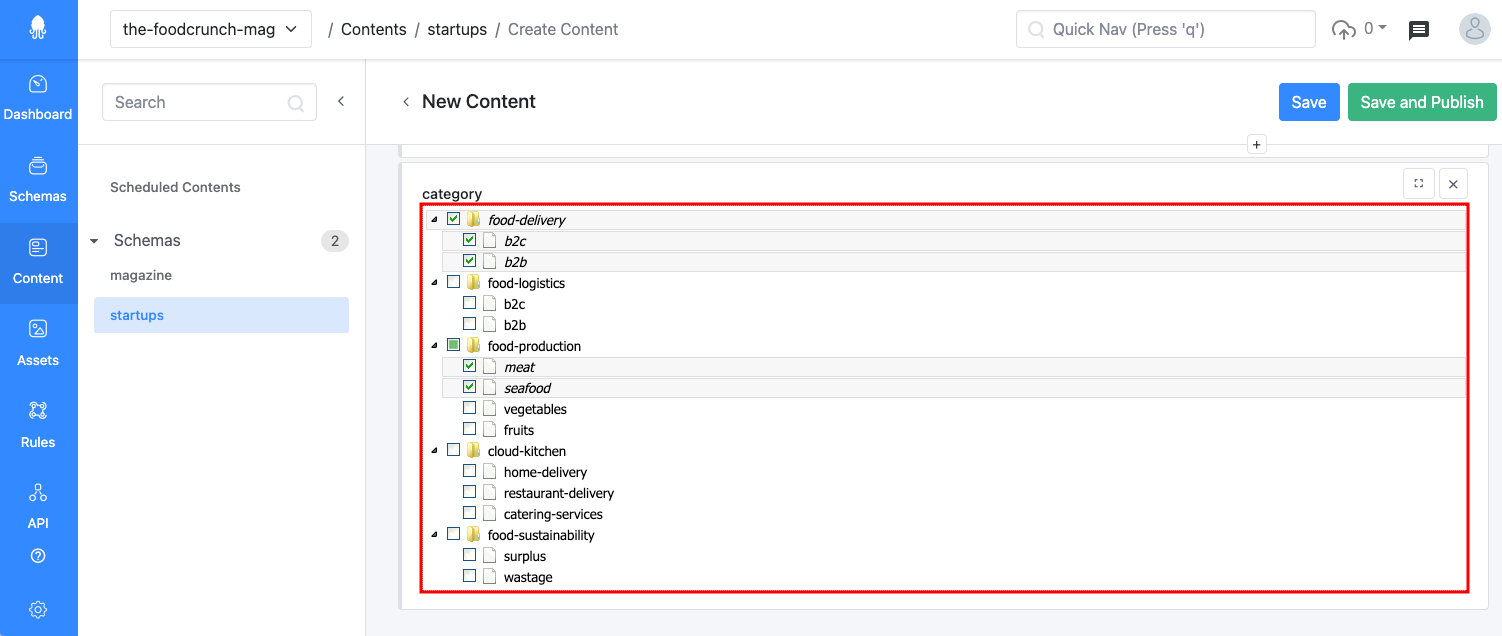 the-foodcrunch-mag / Contents / startups / Create Content
Quick Nav (Press 'q')
0
Dashboard
Schemas
Content
Assets
Rules
API
Search
Scheduled Contents
Schemas 2
magazine
startups
New Content
Save
Save and Publish
+
category
food-delivery
b2c
b2b
food-logistics
b2c
b2b
food-production
meat
seafood
vegetables
fruits
cloud-kitchen
home-delivery
restaurant-delivery
catering-services
food-sustainability
surplus
wastage